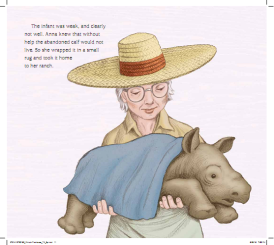 The infant was weak, and clearly
not well. Anna knew that without
help the abandoned calf would not
live. So she wrapped it in a small
rug and took it home
to her ranch.